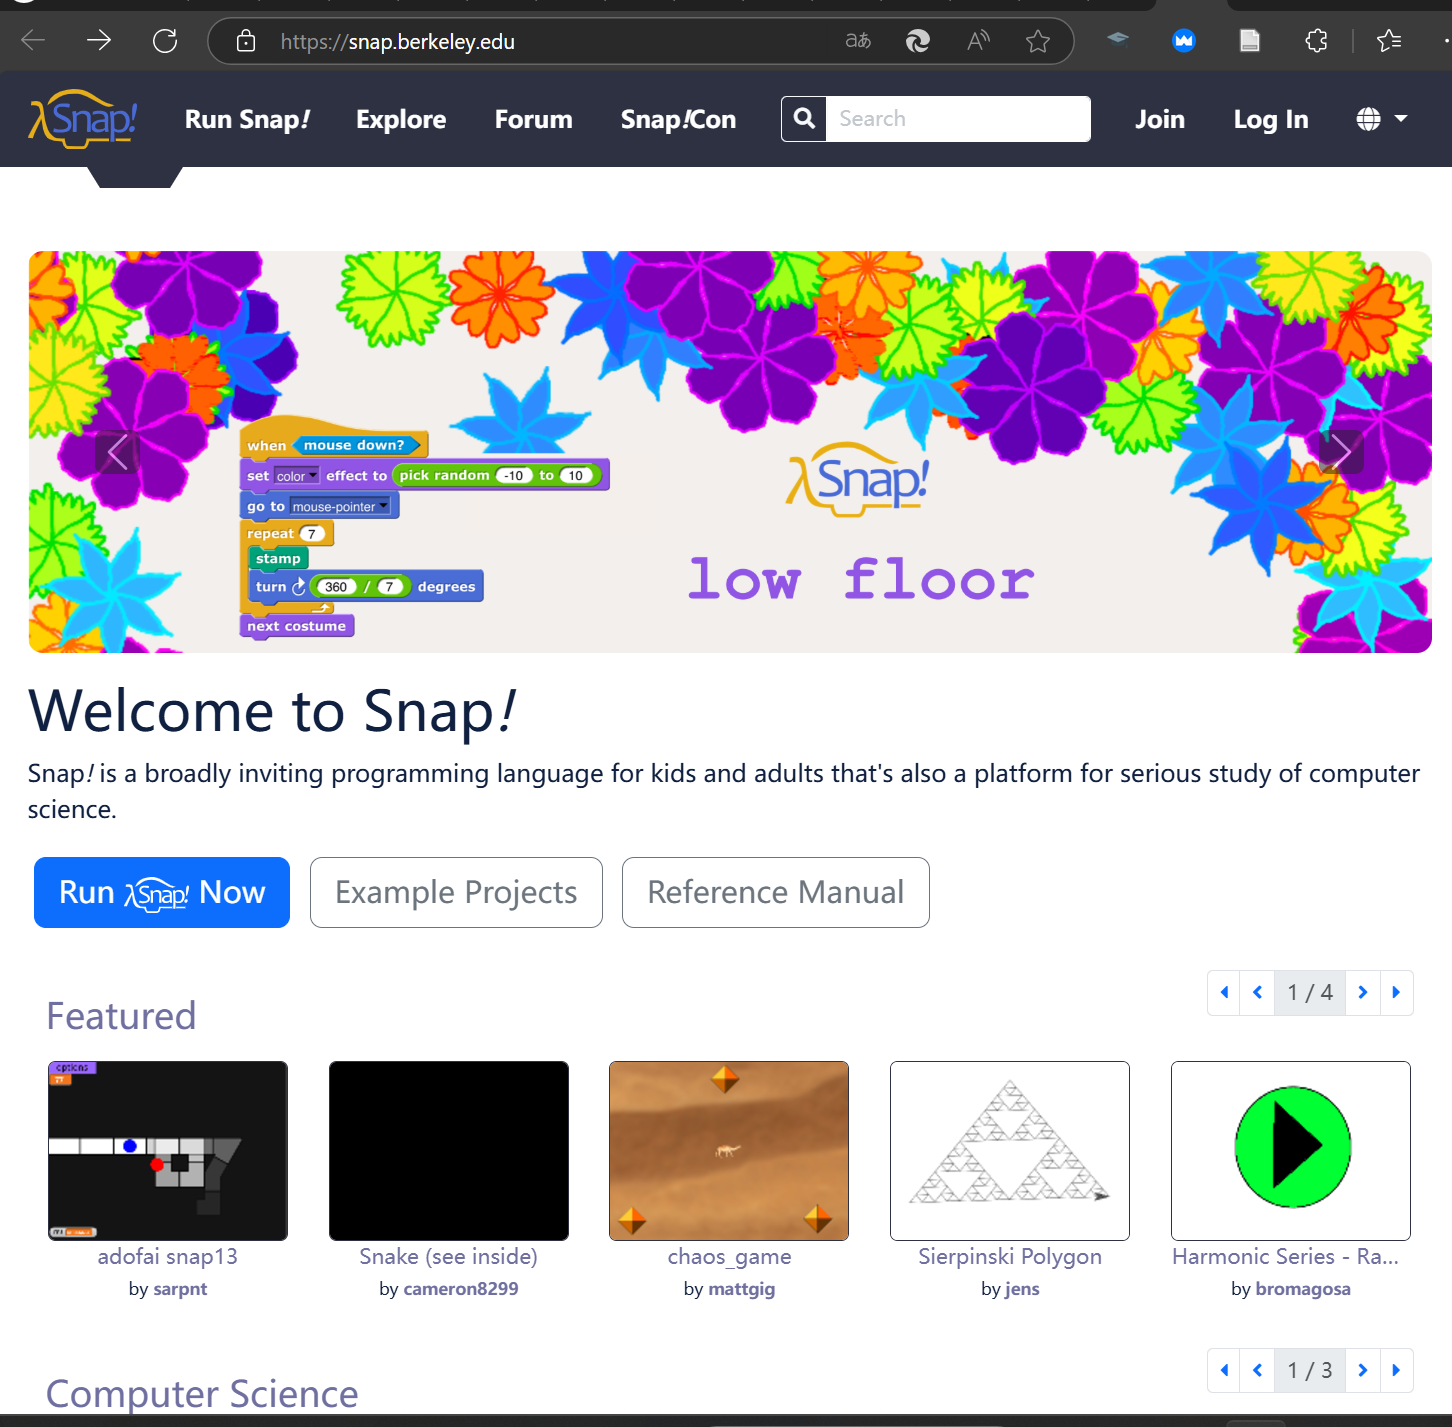 https://snap.berkeley.edu
aあ
A
Snap!
Run Snap!
Explore
Forum
Snap!Con
Search
Join
Log In
when mouse down?
set color effect to pick random -10 to 10
go to mouse-pointer
repeat 7
stamp
turn 360 / 7 degrees
next costume
λSnap!
low floor
Welcome to Snap!
Snap! is a broadly inviting programming language for kids and adults that's also a platform for serious study of computer
science.
Run λSnap! Now
Example Projects
Reference Manual
Featured
1 / 4
options
adofai snap13
by sarpnt
Snake (see inside)
by cameron8299
chaos_game
by mattgig
Sierpinski Polygon
by jens
Harmonic Series - Ra...
by bromagosa
Computer Science
1 / 3